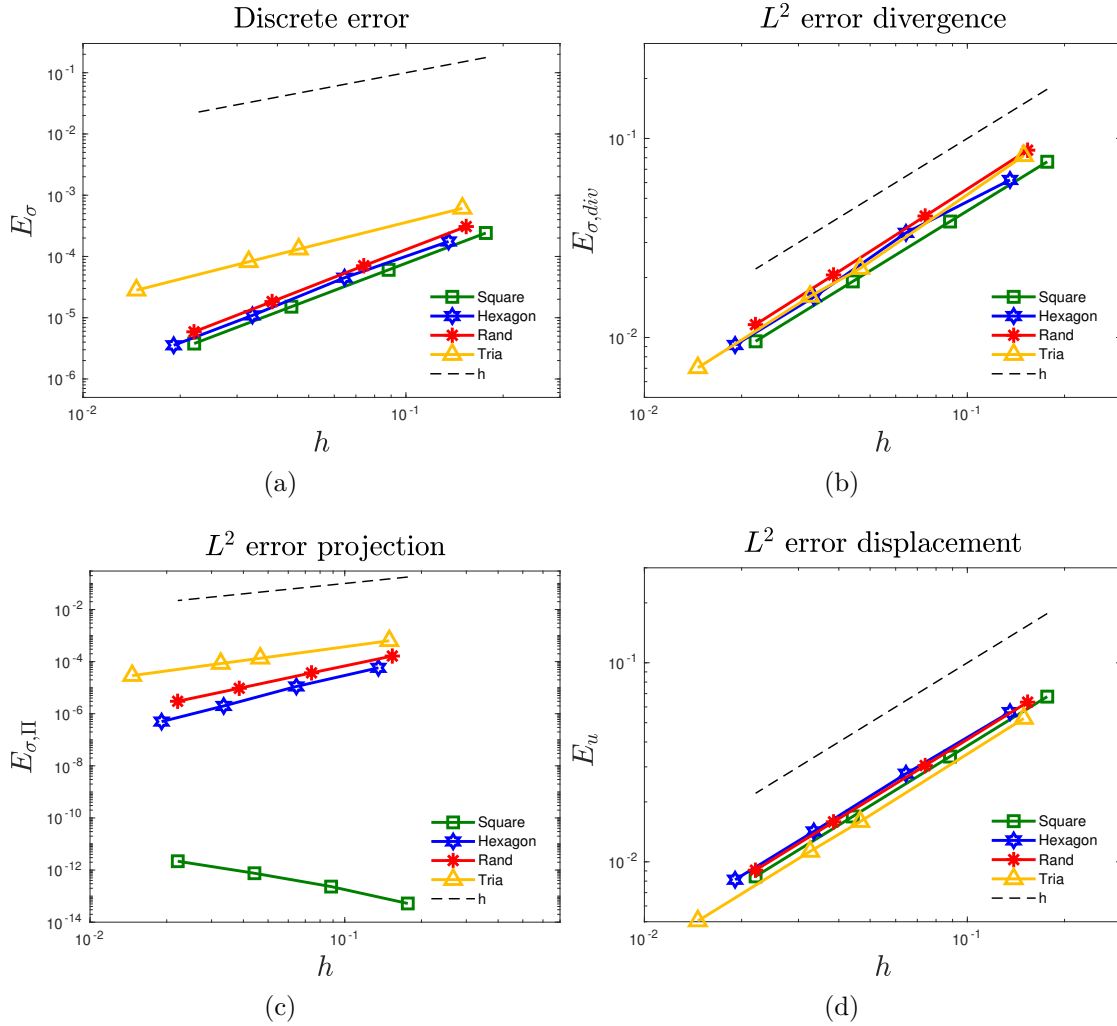 Discrete error
10^-1
10^-2
10^-3
10^-4
10^-5
10^-6
E_σ
10^-2
10^-1
h
Square
Hexagon
Rand
Tria
h
(a)
L^2 error divergence
10^-1
10^-2
E_σ,div
10^-2
10^-1
h
Square
Hexagon
Rand
Tria
h
(b)
L^2 error projection
10^-2
10^-4
10^-6
10^-8
10^-10
10^-12
10^-14
E_σ,Π
10^-2
10^-1
h
Square
Hexagon
Rand
Tria
h
(c)
L^2 error displacement
10^-1
10^-2
E_u
10^-2
10^-1
h
Square
Hexagon
Rand
Tria
h
(d)